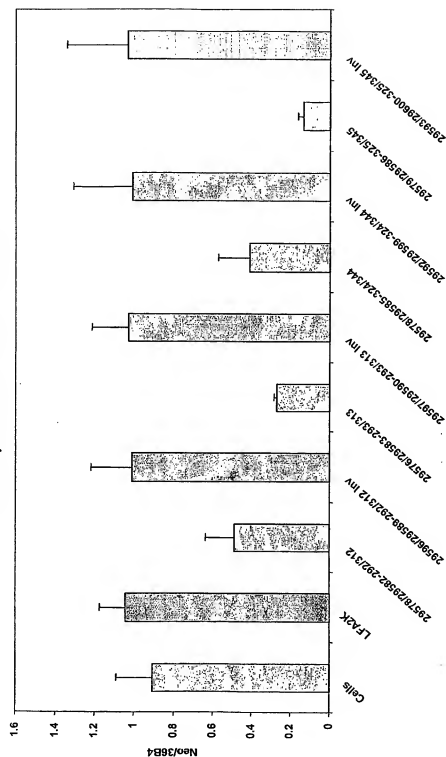 Neo/36B4
1.6
1.4
1.2
1
0.8
0.6
0.4
0.2
0
Cells
LFA2K
29578/29582-292/312
29596/29589-292/312 Inv
29576/29583-293/313
29597/29590-293/313 Inv
29578/29585-324/344
29592/29599-324/344 Inv
29579/29586-325/345
29593/29600-325/345 Inv